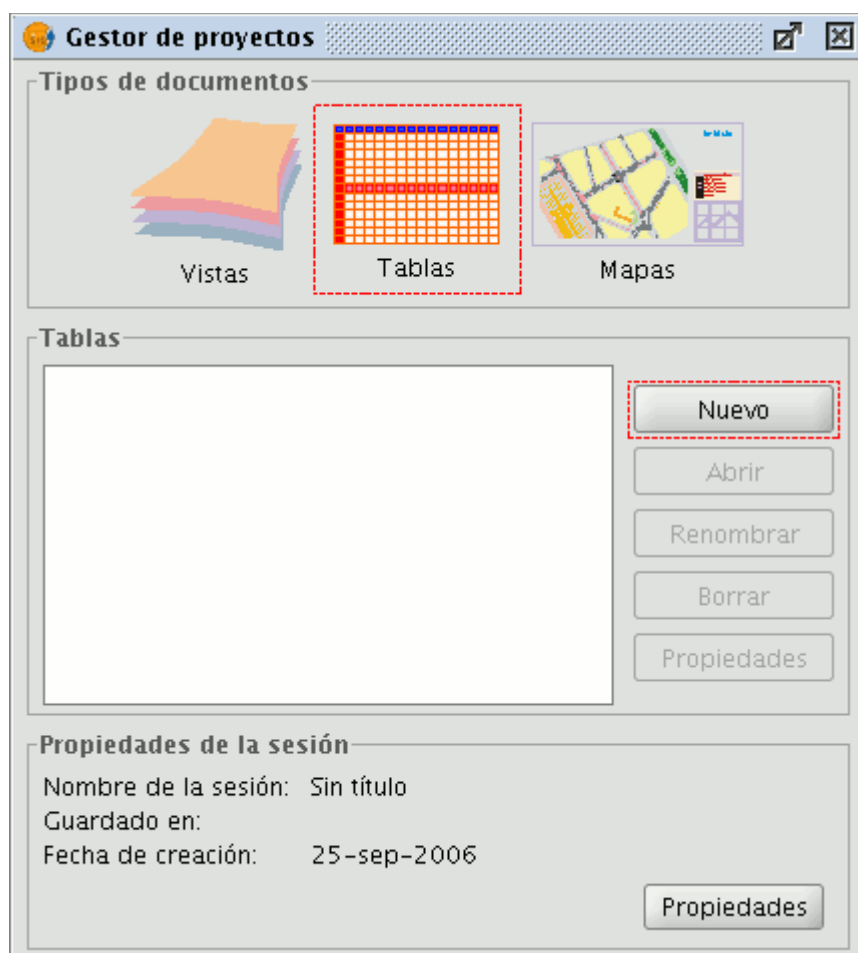 Gestor de proyectos
Tipos de documentos
Vistas
Tablas
Mapas
Tablas
Nuevo
Abrir
Renombrar
Borrar
Propiedades
Propiedades de la sesión
Nombre de la sesión: Sin título
Guardado en:
Fecha de creación: 25-sep-2006
Propiedades